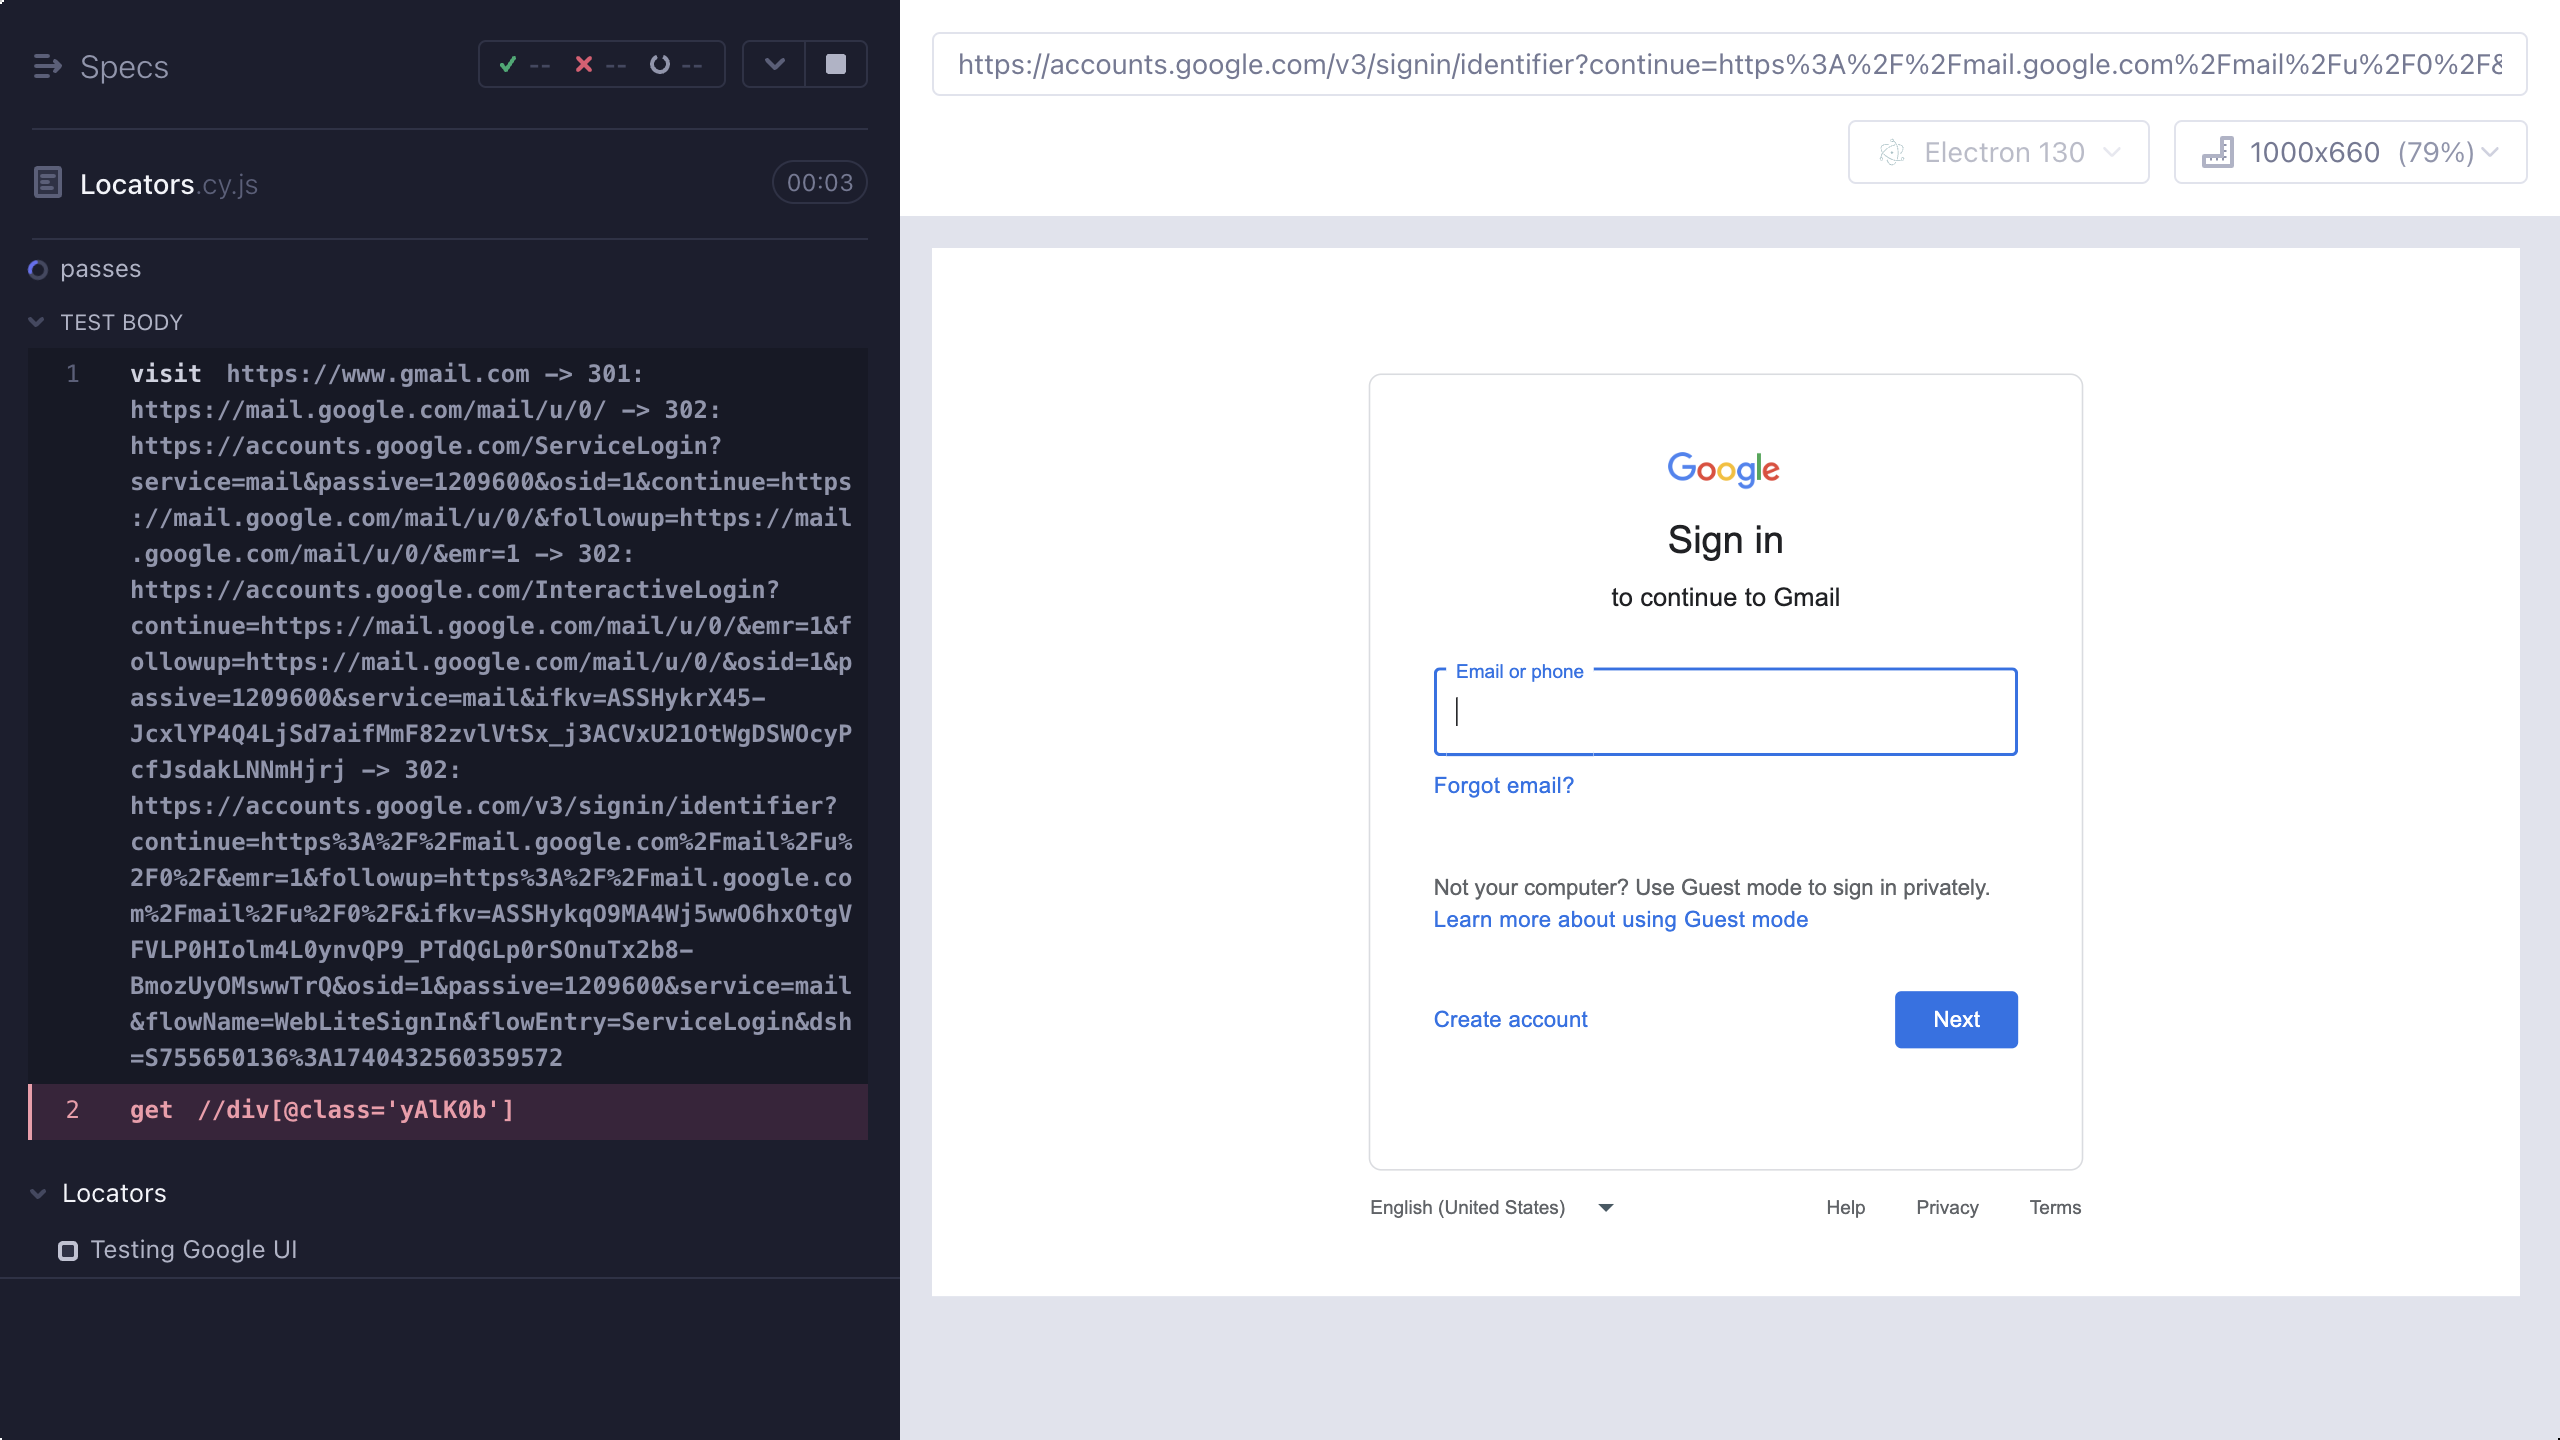 Specs
--
--
--
Locators.cy.js
00:03
passes
TEST BODY
1 visit https://www.gmail.com -> 301:
https://mail.google.com/mail/u/0/ -> 302:
https://accounts.google.com/ServiceLogin?
service=mail&passive=1209600&osid=1&continue=https
://mail.google.com/mail/u/0/&followup=https://mail
.google.com/mail/u/0/&emr=1 -> 302:
https://accounts.google.com/InteractiveLogin?
continue=https://mail.google.com/mail/u/0/&emr=1&f
ollowup=https://mail.google.com/mail/u/0/&osid=1&p
assive=1209600&service=mail&ifkv=ASSHykrX45-
JcxlYP4Q4LjSd7aifMmF82zvlVtSx_j3ACVxU21OtWgDSWOcyP
cfJsdakLNNmHjrj -> 302:
https://accounts.google.com/v3/signin/identifier?
continue=https%3A%2F%2Fmail.google.com%2Fmail%2Fu%
2F0%2F&emr=1&followup=https%3A%2F%2Fmail.google.co
m%2Fmail%2Fu%2F0%2F&ifkv=ASSHykqO9MA4Wj5wwO6hxOtgV
FVLP0HIolm4L0ynvQP9_PTdQGLp0rSOnuTx2b8-
BmozUyOMswwTrQ&osid=1&passive=1209600&service=mail
&flowName=WebLiteSignIn&flowEntry=ServiceLogin&dsh
=S755650136%3A1740432560359572
2 get //div[@class='yAlK0b']
Locators
Testing Google UI
https://accounts.google.com/v3/signin/identifier?continue=https%3A%2F%2Fmail.google.com%2Fmail%2Fu%2F0%2F&
Electron 130
1000x660 (79%)
Google
Sign in
to continue to Gmail
Email or phone
Forgot email?
Not your computer? Use Guest mode to sign in privately.
Learn more about using Guest mode
Create account
Next
English (United States)
Help
Privacy
Terms